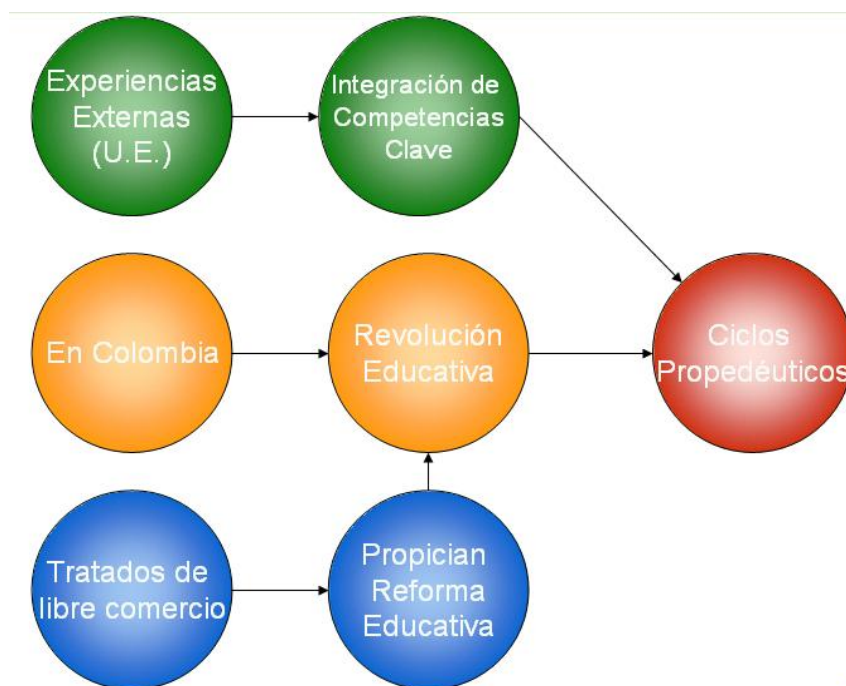 Experiencias
Externas
(U.E.)
Integración de
Competencias
Clave
En Colombia
Revolución
Educativa
Ciclos
Propedéuticos
Tratados de
libre comercio
Propician
Reforma
Educativa